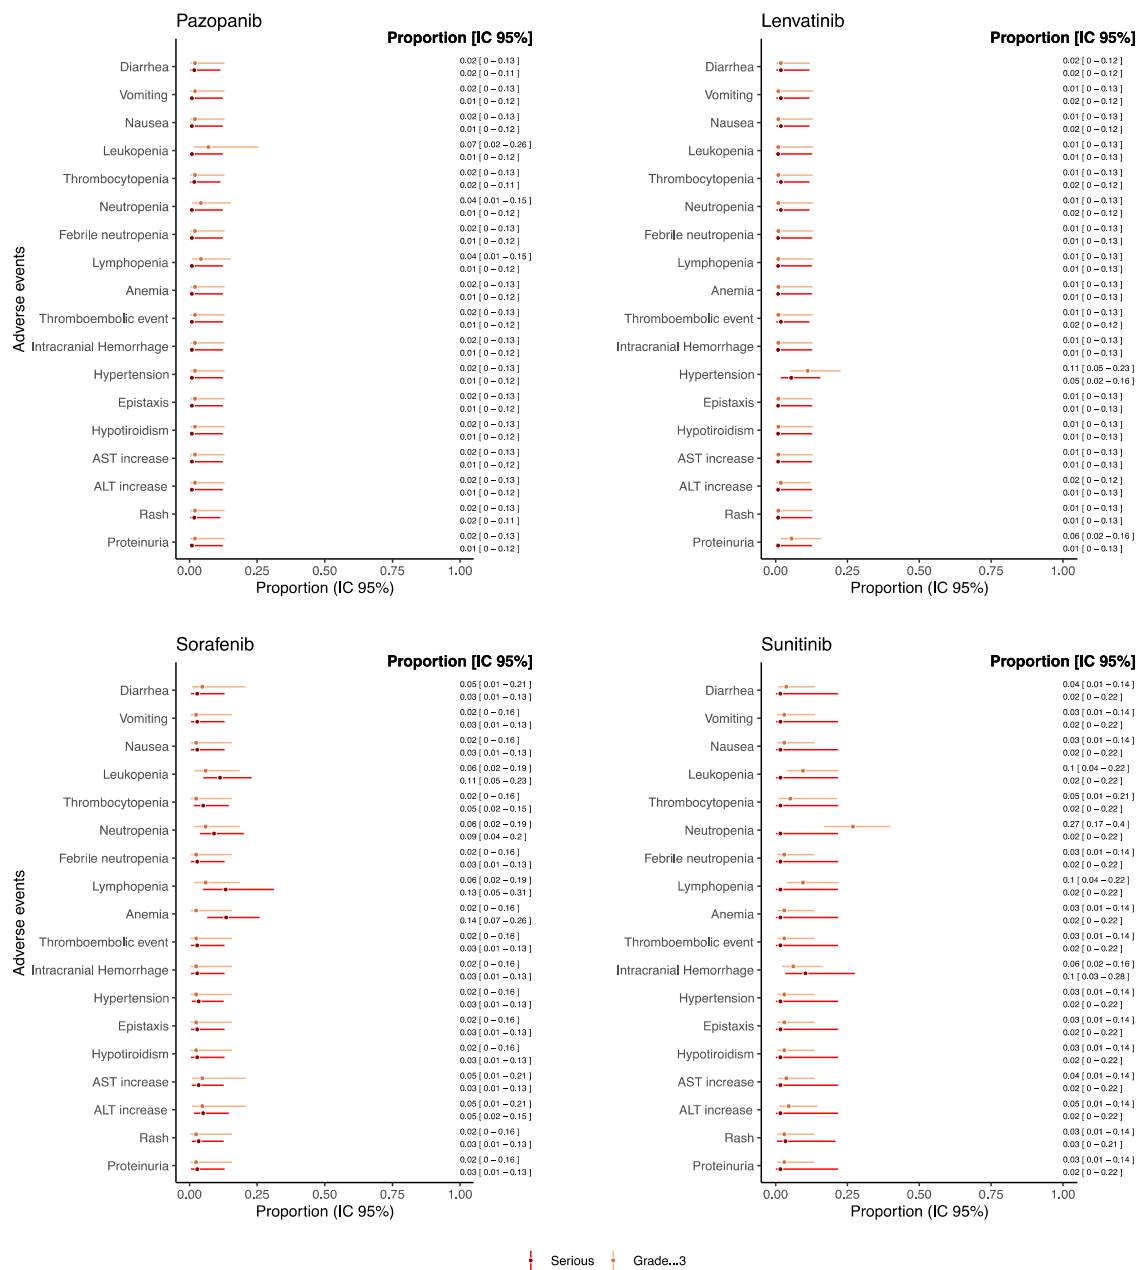 Pazopanib
Proportion [IC 95%]
Adverse events
Diarrhea
0.02 [ 0 – 0.13 ]
0.02 [ 0 – 0.11 ]
Vomiting
0.02 [ 0 – 0.13 ]
0.01 [ 0 – 0.12 ]
Nausea
0.02 [ 0 – 0.13 ]
0.01 [ 0 – 0.12 ]
Leukopenia
0.07 [ 0.02 – 0.26 ]
0.01 [ 0 – 0.12 ]
Thrombocytopenia
0.02 [ 0 – 0.13 ]
0.02 [ 0 – 0.11 ]
Neutropenia
0.04 [ 0.01 – 0.15 ]
0.01 [ 0 – 0.12 ]
Febrile neutropenia
0.02 [ 0 – 0.13 ]
0.01 [ 0 – 0.12 ]
Lymphopenia
0.04 [ 0.01 – 0.15 ]
0.01 [ 0 – 0.12 ]
Anemia
0.02 [ 0 – 0.13 ]
0.01 [ 0 – 0.12 ]
Thromboembolic event
0.02 [ 0 – 0.13 ]
0.01 [ 0 – 0.12 ]
Intracranial Hemorrhage
0.02 [ 0 – 0.13 ]
0.01 [ 0 – 0.12 ]
Hypertension
0.02 [ 0 – 0.13 ]
0.01 [ 0 – 0.12 ]
Epistaxis
0.02 [ 0 – 0.13 ]
0.01 [ 0 – 0.12 ]
Hypotiroidism
0.02 [ 0 – 0.13 ]
0.01 [ 0 – 0.12 ]
AST increase
0.02 [ 0 – 0.13 ]
0.01 [ 0 – 0.12 ]
ALT increase
0.02 [ 0 – 0.13 ]
0.01 [ 0 – 0.12 ]
Rash
0.02 [ 0 – 0.13 ]
0.02 [ 0 – 0.11 ]
Proteinuria
0.02 [ 0 – 0.13 ]
0.01 [ 0 – 0.12 ]
0.00 0.25 0.50 0.75 1.00
Proportion (IC 95%)
Lenvatinib
Proportion [IC 95%]
Diarrhea
0.02 [ 0 – 0.12 ]
0.02 [ 0 – 0.12 ]
Vomiting
0.01 [ 0 – 0.13 ]
0.02 [ 0 – 0.12 ]
Nausea
0.01 [ 0 – 0.13 ]
0.02 [ 0 – 0.12 ]
Leukopenia
0.01 [ 0 – 0.13 ]
0.01 [ 0 – 0.13 ]
Thrombocytopenia
0.01 [ 0 – 0.13 ]
0.02 [ 0 – 0.12 ]
Neutropenia
0.01 [ 0 – 0.13 ]
0.02 [ 0 – 0.12 ]
Febrile neutropenia
0.01 [ 0 – 0.13 ]
0.01 [ 0 – 0.13 ]
Lymphopenia
0.01 [ 0 – 0.13 ]
0.01 [ 0 – 0.13 ]
Anemia
0.01 [ 0 – 0.13 ]
0.01 [ 0 – 0.13 ]
Thromboembolic event
0.01 [ 0 – 0.13 ]
0.02 [ 0 – 0.12 ]
Intracranial Hemorrhage
0.01 [ 0 – 0.13 ]
0.01 [ 0 – 0.13 ]
Hypertension
0.11 [ 0.05 – 0.23 ]
0.05 [ 0.02 – 0.16 ]
Epistaxis
0.01 [ 0 – 0.13 ]
0.01 [ 0 – 0.13 ]
Hypotiroidism
0.01 [ 0 – 0.13 ]
0.01 [ 0 – 0.13 ]
AST increase
0.01 [ 0 – 0.13 ]
0.01 [ 0 – 0.13 ]
ALT increase
0.02 [ 0 – 0.12 ]
0.01 [ 0 – 0.13 ]
Rash
0.01 [ 0 – 0.13 ]
0.01 [ 0 – 0.13 ]
Proteinuria
0.06 [ 0.02 – 0.16 ]
0.01 [ 0 – 0.13 ]
0.00 0.25 0.50 0.75 1.00
Proportion (IC 95%)
Sorafenib
Proportion [IC 95%]
Adverse events
Diarrhea
0.05 [ 0.01 – 0.21 ]
0.03 [ 0.01 – 0.13 ]
Vomiting
0.02 [ 0 – 0.16 ]
0.03 [ 0.01 – 0.13 ]
Nausea
0.02 [ 0 – 0.16 ]
0.03 [ 0.01 – 0.13 ]
Leukopenia
0.06 [ 0.02 – 0.19 ]
0.11 [ 0.05 – 0.23 ]
Thrombocytopenia
0.02 [ 0 – 0.16 ]
0.05 [ 0.02 – 0.15 ]
Neutropenia
0.06 [ 0.02 – 0.19 ]
0.09 [ 0.04 – 0.2 ]
Febrile neutropenia
0.02 [ 0 – 0.16 ]
0.03 [ 0.01 – 0.13 ]
Lymphopenia
0.06 [ 0.02 – 0.19 ]
0.13 [ 0.05 – 0.31 ]
Anemia
0.02 [ 0 – 0.16 ]
0.14 [ 0.07 – 0.26 ]
Thromboembolic event
0.02 [ 0 – 0.16 ]
0.03 [ 0.01 – 0.13 ]
Intracranial Hemorrhage
0.02 [ 0 – 0.16 ]
0.03 [ 0.01 – 0.13 ]
Hypertension
0.02 [ 0 – 0.16 ]
0.03 [ 0.01 – 0.13 ]
Epistaxis
0.02 [ 0 – 0.16 ]
0.03 [ 0.01 – 0.13 ]
Hypotiroidism
0.02 [ 0 – 0.16 ]
0.03 [ 0.01 – 0.13 ]
AST increase
0.05 [ 0.01 – 0.21 ]
0.03 [ 0.01 – 0.13 ]
ALT increase
0.05 [ 0.01 – 0.21 ]
0.05 [ 0.02 – 0.15 ]
Rash
0.02 [ 0 – 0.16 ]
0.03 [ 0.01 – 0.13 ]
Proteinuria
0.02 [ 0 – 0.16 ]
0.03 [ 0.01 – 0.13 ]
0.00 0.25 0.50 0.75 1.00
Proportion (IC 95%)
Sunitinib
Proportion [IC 95%]
Diarrhea
0.04 [ 0.01 – 0.14 ]
0.02 [ 0 – 0.22 ]
Vomiting
0.03 [ 0.01 – 0.14 ]
0.02 [ 0 – 0.22 ]
Nausea
0.03 [ 0.01 – 0.14 ]
0.02 [ 0 – 0.22 ]
Leukopenia
0.1 [ 0.04 – 0.22 ]
0.02 [ 0 – 0.22 ]
Thrombocytopenia
0.05 [ 0.01 – 0.21 ]
0.02 [ 0 – 0.22 ]
Neutropenia
0.27 [ 0.17 – 0.4 ]
0.02 [ 0 – 0.22 ]
Febrile neutropenia
0.03 [ 0.01 – 0.14 ]
0.02 [ 0 – 0.22 ]
Lymphopenia
0.1 [ 0.04 – 0.22 ]
0.02 [ 0 – 0.22 ]
Anemia
0.03 [ 0.01 – 0.14 ]
0.02 [ 0 – 0.22 ]
Thromboembolic event
0.03 [ 0.01 – 0.14 ]
0.02 [ 0 – 0.22 ]
Intracranial Hemorrhage
0.06 [ 0.02 – 0.16 ]
0.1 [ 0.03 – 0.28 ]
Hypertension
0.03 [ 0.01 – 0.14 ]
0.02 [ 0 – 0.22 ]
Epistaxis
0.03 [ 0.01 – 0.14 ]
0.02 [ 0 – 0.22 ]
Hypotiroidism
0.03 [ 0.01 – 0.14 ]
0.02 [ 0 – 0.22 ]
AST increase
0.04 [ 0.01 – 0.14 ]
0.02 [ 0 – 0.22 ]
ALT increase
0.05 [ 0.01 – 0.14 ]
0.02 [ 0 – 0.22 ]
Rash
0.03 [ 0.01 – 0.14 ]
0.03 [ 0 – 0.21 ]
Proteinuria
0.03 [ 0.01 – 0.14 ]
0.02 [ 0 – 0.22 ]
0.00 0.25 0.50 0.75 1.00
Proportion (IC 95%)
Serious Grade...3